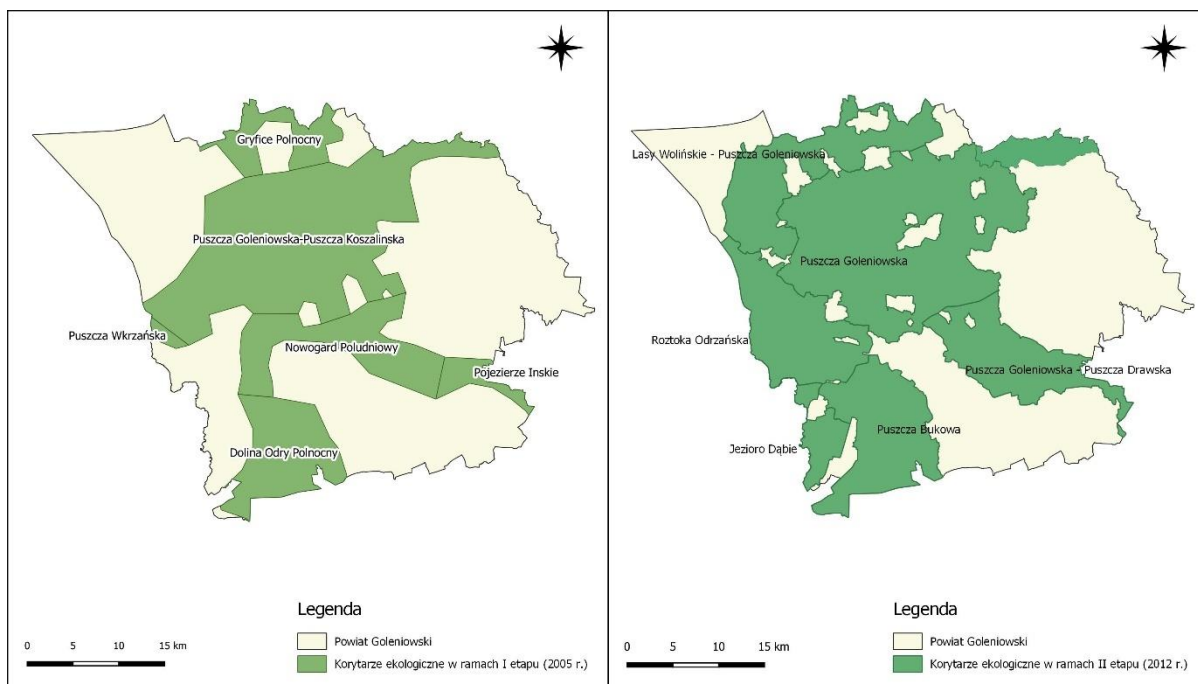 Gryfice Polnocny
Puszcza Goleniowska-Puszcza Koszalinska
Puszcza Wkrzańska
Nowogard Poludniowy
Pojezierze Inskie
Dolina Odry Polnocny
Legenda
0 5 10 15 km
Powiat Goleniowski
Korytarze ekologiczne w ramach I etapu (2005 r.)
Lasy Wolińskie - Puszcza Goleniowska
Puszcza Goleniowska
Roztoka Odrzańska
Puszcza Goleniowska - Puszcza Drawska
Puszcza Bukowa
Jezioro Dąbie
Legenda
0 5 10 15 km
Powiat Goleniowski
Korytarze ekologiczne w ramach II etapu (2012 r.)